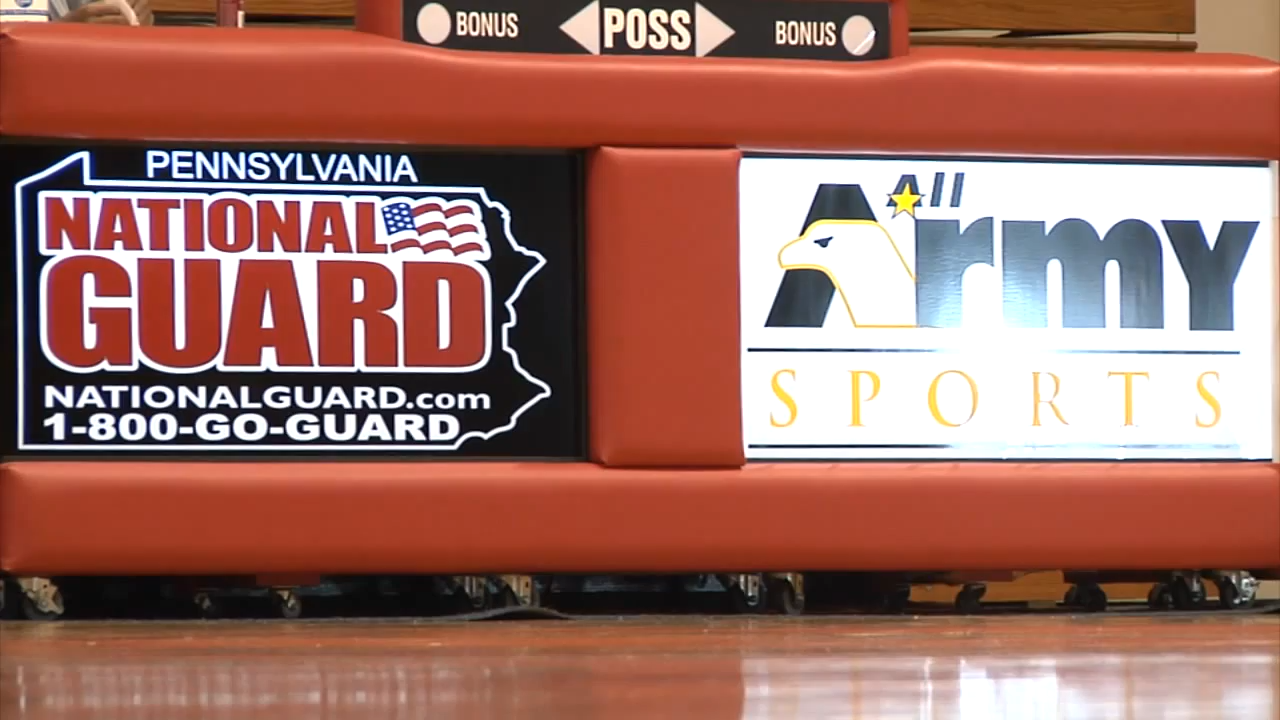 BONUS POSS BONUS
PENNSYLVANIA
NATIONAL
GUARD
NATIONALGUARD.com
1-800-GO-GUARD
All
Army
SPORTS